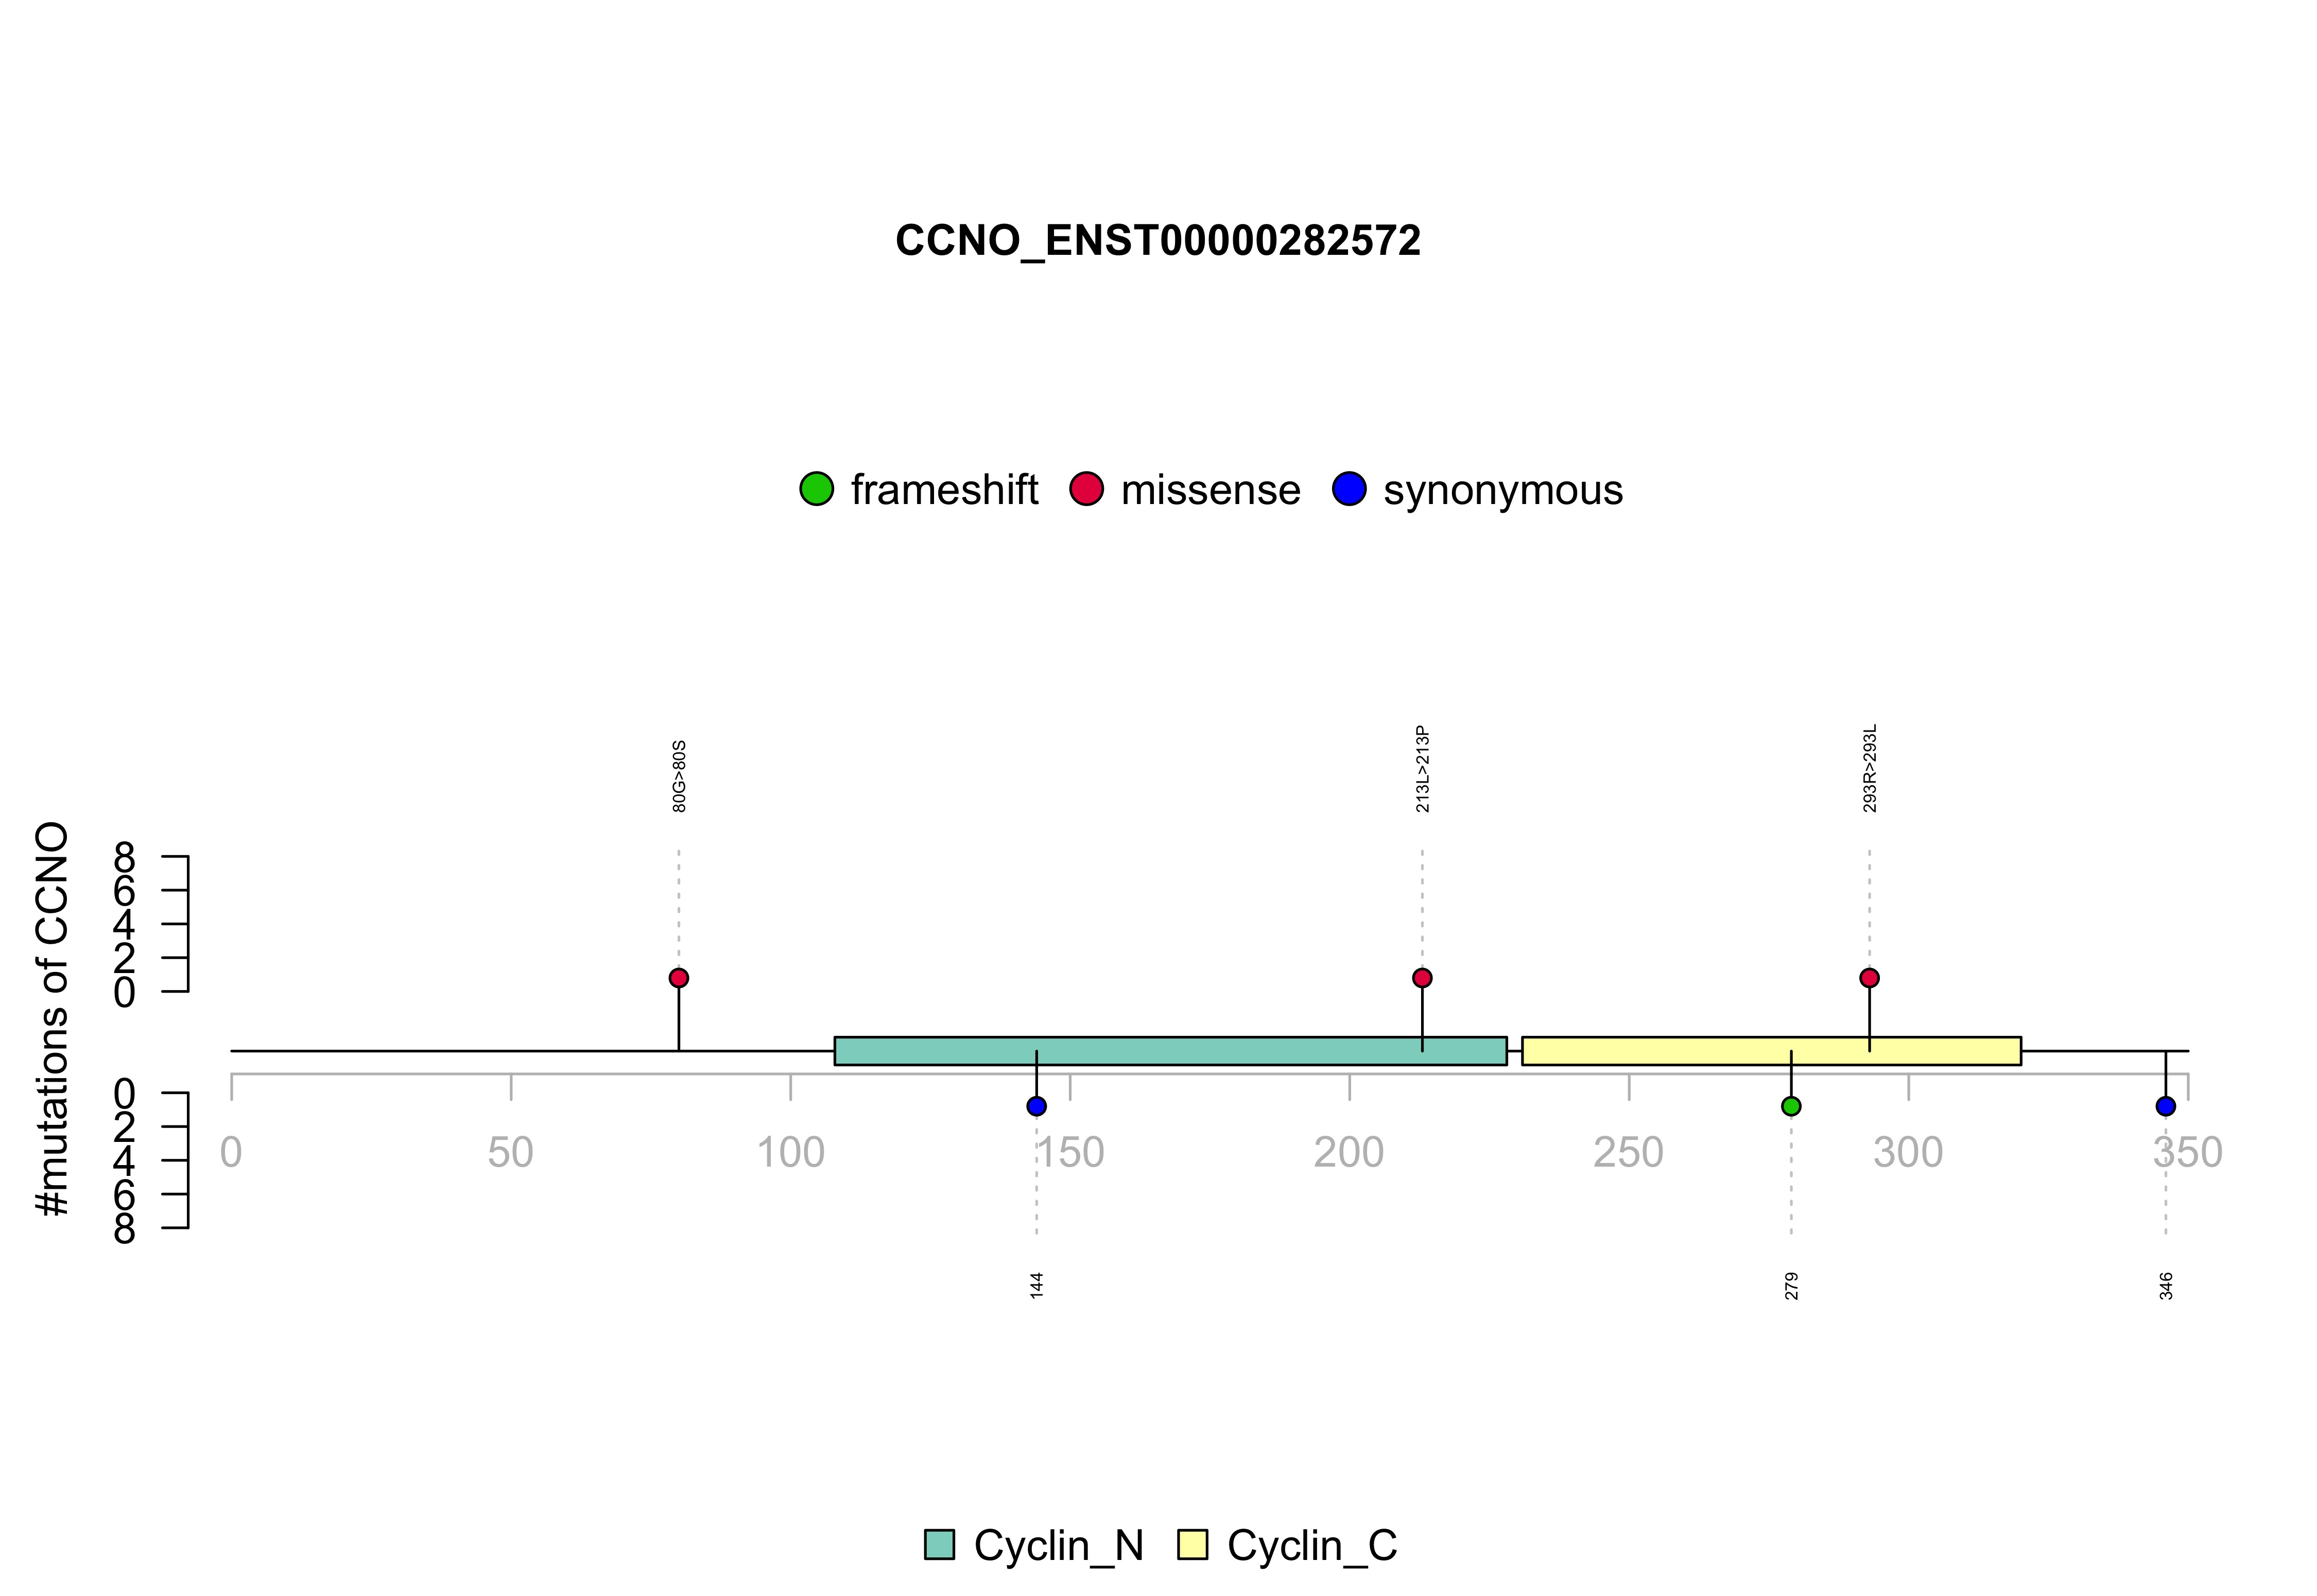 CCNO_ENST00000282572
frameshift missense synonymous
80G>80S 213L>213P 293R>293L
#mutations of CCNO
8
6
4
2
0
0
2
4
6
8
0 50 100 150 200 250 300 350
144 279 346
Cyclin_N Cyclin_C